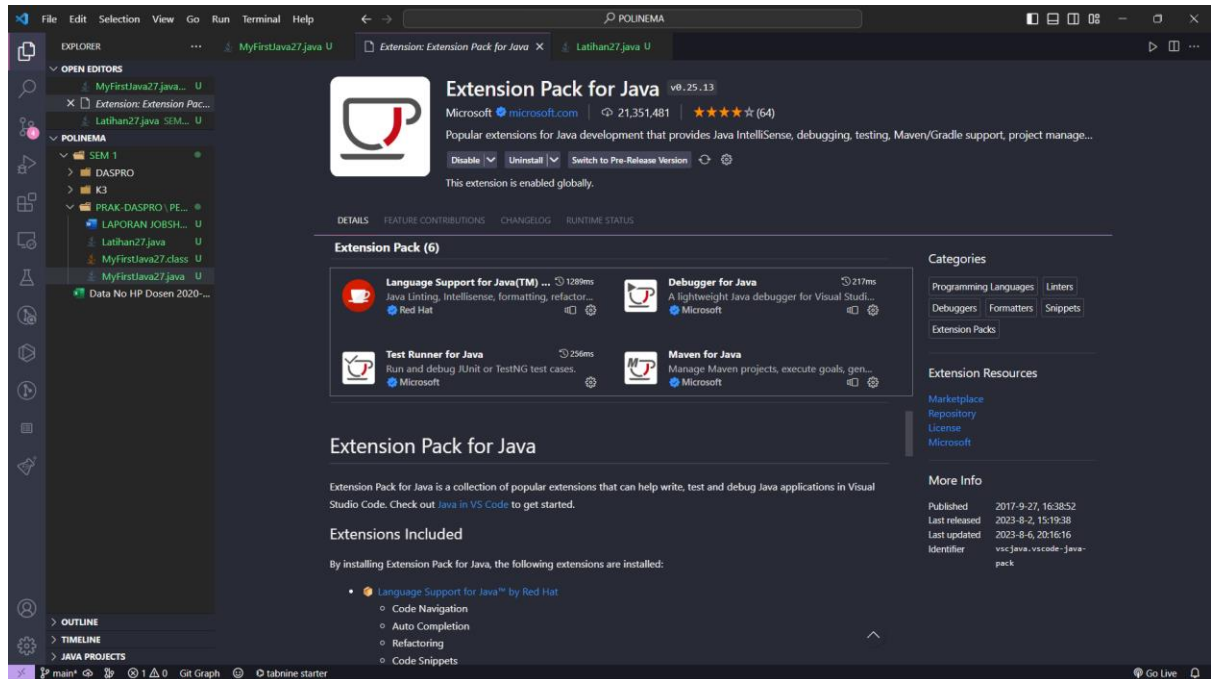 File Edit Selection View Go Run Terminal Help
POLINEMA
EXPLORER
MyFirstJava27.java U
Extension: Extension Pack for Java
Latihan27.java U
OPEN EDITORS
MyFirstJava27.java... U
Extension: Extension Pac...
Latihan27.java SEM... U
POLINEMA
SEM 1
DASPRO
K3
PRAK-DASPRO \ PE...
LAPORAN JOBSH... U
Latihan27.java U
MyFirstJava27.class U
MyFirstJava27.java U
Data No HP Dosen 2020-...
OUTLINE
TIMELINE
JAVA PROJECTS
Extension Pack for Java v0.25.13
Microsoft microsoft.com 21,351,481 (64)
Popular extensions for Java development that provides Java IntelliSense, debugging, testing, Maven/Gradle support, project manage...
Disable Uninstall Switch to Pre-Release Version
This extension is enabled globally.
DETAILS FEATURE CONTRIBUTIONS CHANGELOG RUNTIME STATUS
Extension Pack (6)
Language Support for Java(TM) ... 1289ms
Java Linting, Intellisense, formatting, refactor...
Red Hat
Debugger for Java 217ms
A lightweight Java debugger for Visual Studi...
Microsoft
Test Runner for Java 256ms
Run and debug JUnit or TestNG test cases.
Microsoft
Maven for Java
Manage Maven projects, execute goals, gen...
Microsoft
Extension Pack for Java
Extension Pack for Java is a collection of popular extensions that can help write, test and debug Java applications in Visual
Studio Code. Check out Java in VS Code to get started.
Extensions Included
By installing Extension Pack for Java, the following extensions are installed:
Language Support for Java™ by Red Hat
Code Navigation
Auto Completion
Refactoring
Code Snippets
Categories
Programming Languages Linters
Debuggers Formatters Snippets
Extension Packs
Extension Resources
Marketplace
Repository
License
Microsoft
More Info
Published 2017-9-27, 16:38:52
Last released 2023-8-2, 15:19:38
Last updated 2023-8-6, 20:16:16
Identifier vscjava.vscode-java-
pack
main* 1 0 Git Graph tabnine starter
Go Live